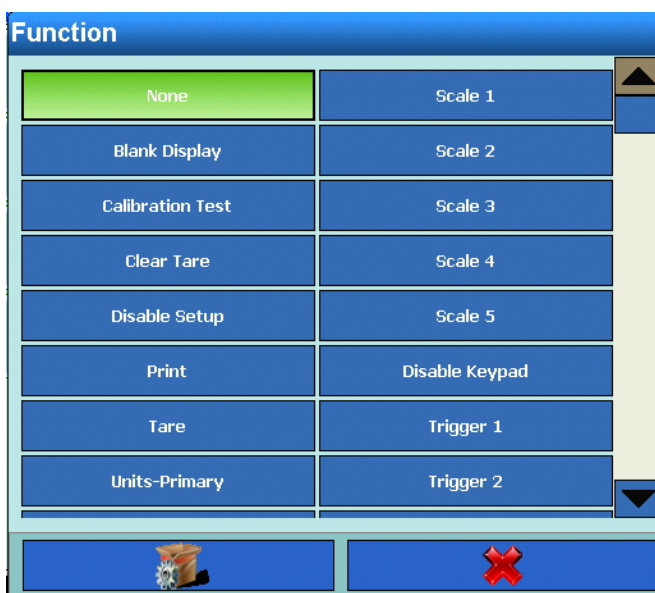 Function
None
Scale 1
Blank Display
Scale 2
Calibration Test
Scale 3
Clear Tare
Scale 4
Disable Setup
Scale 5
Print
Disable Keypad
Tare
Trigger 1
Units-Primary
Trigger 2